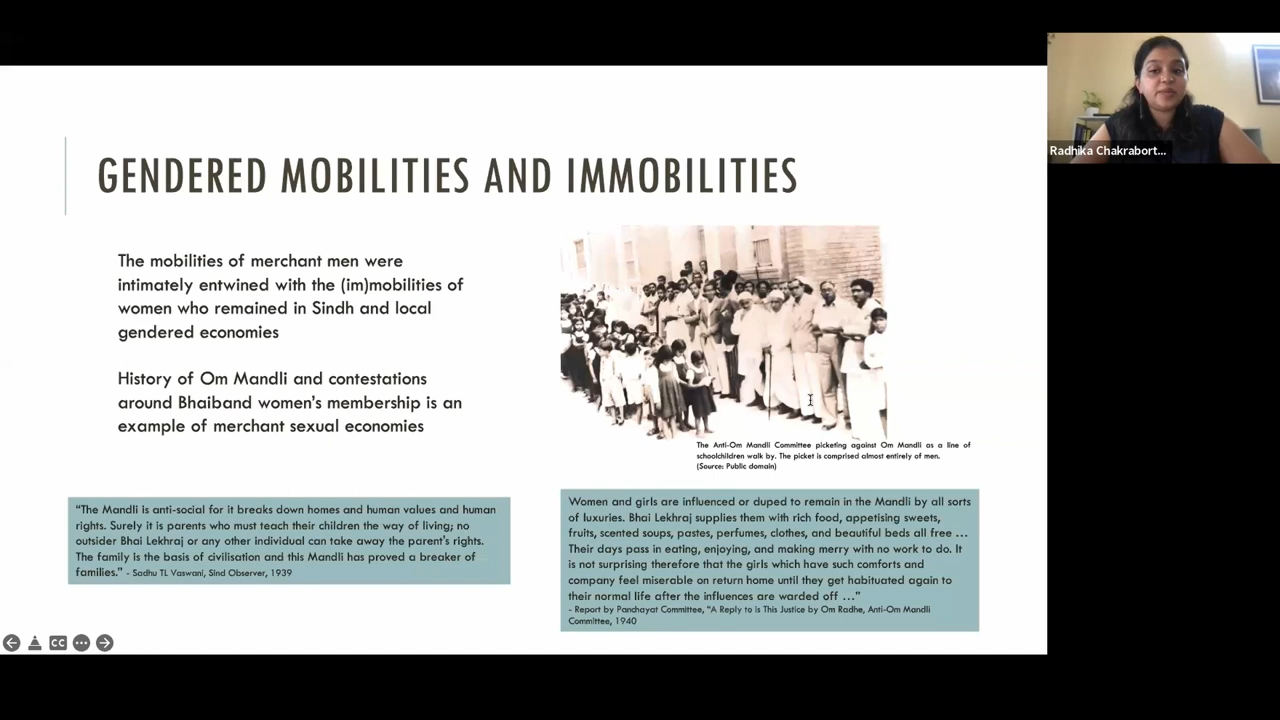 GENDERED MOBILITIES AND IMMOBILITIES
The mobilities of merchant men were
intimately entwined with the (im)mobilities of
women who remained in Sindh and local
gendered economies
History of Om Mandli and contestations
around Bhaiband women's membership is an
example of merchant sexual economies
"The Mandli is anti-social for it breaks down homes and human values and human
rights. Surely it is parents who must teach their children the way of living; no
outsider Bhai Lekhraj or any other individual can take away the parent's rights.
The family is the basis of civilisation and this Mandli has proved a breaker of
families." - Sadhu TL Vaswani, Sind Observer, 1939
The Anti-Om Mandli Committee picketing against Om Mandli as a line of
schoolchildren walk by. The picket is comprised almost entirely of men.
(Source: Public domain)
Women and girls are influenced or duped to remain in the Mandli by all sorts
of luxuries. Bhai Lekhraj supplies them with rich food, appetising sweets,
fruits, scented soups, pastes, perfumes, clothes, and beautiful beds all free ...
Their days pass in eating, enjoying, and making merry with no work to do. It
is not surprising therefore that the girls which have such comforts and
company feel miserable on return home until they get habituated again to
their normal life after the influences are warded off ..."
- Report by Panchayat Committee, "A Reply to is This Justice by Om Radhe, Anti-Om Mandli
Committee, 1940
CC
Radhika Chakrabort...